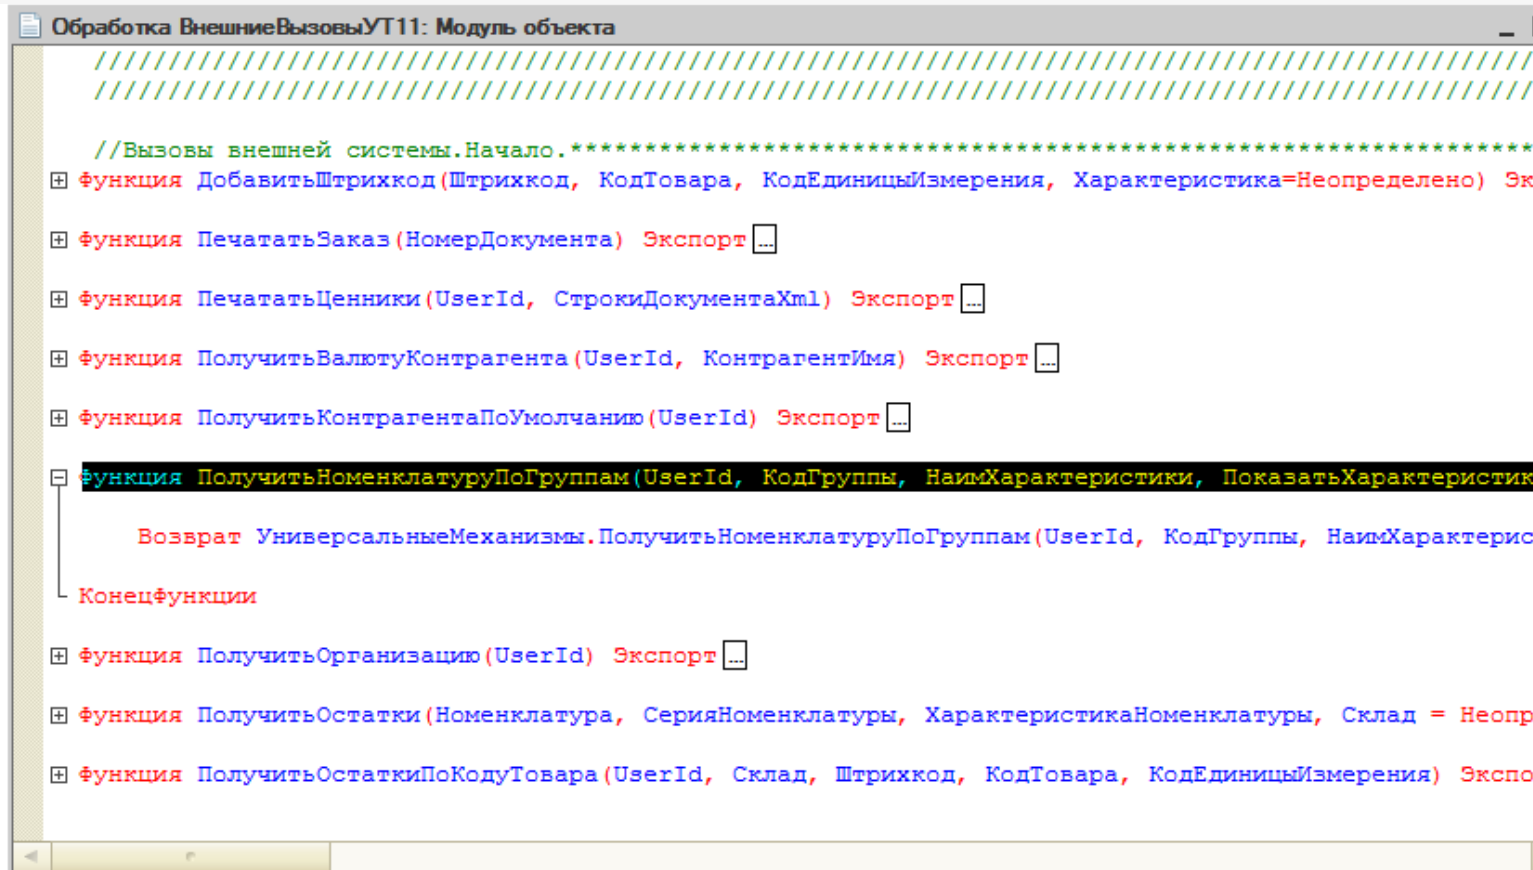 Обработка ВнешниеВызовыУТ11: Модуль объекта
////////////////////////////////////////////////////////////////////////////////////////////////
////////////////////////////////////////////////////////////////////////////////////////////////
//Вызовы внешней системы.Начало.*****************************************************************
Функция ДобавитьШтрихкод(Штрихкод, КодТовара, КодЕдиницыИзмерения, Характеристика=Неопределено) Эк
Функция ПечататьЗаказ(НомерДокумента) Экспорт...
Функция ПечататьЦенники(UserId, СтрокиДокументаXml) Экспорт...
Функция ПолучитьВалютуКонтрагента(UserId, КонтрагентИмя) Экспорт...
Функция ПолучитьКонтрагентаПоУмолчанию(UserId) Экспорт...
Функция ПолучитьНоменклатуруПоГруппам(UserId, КодГруппы, НаимХарактеристики, ПоказатьХарактеристик
Возврат УниверсальныеМеханизмы.ПолучитьНоменклатуруПоГруппам(UserId, КодГруппы, НаимХарактерис
КонецФункции
Функция ПолучитьОрганизацию(UserId) Экспорт...
Функция ПолучитьОстатки(Номенклатура, СерияНоменклатуры, ХарактеристикаНоменклатуры, Склад = Неопр
Функция ПолучитьОстаткиПоКодуТовара(UserId, Склад, Штрихкод, КодТовара, КодЕдиницыИзмерения) Экспо